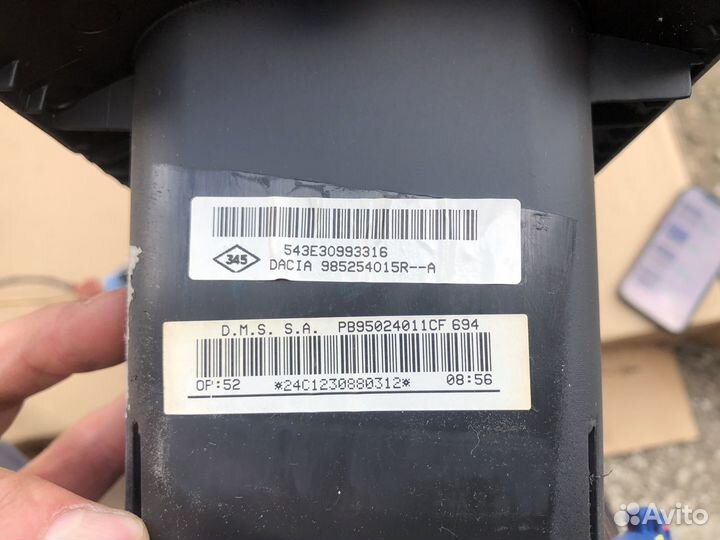 543E30993316
345
DACIA 985254015R--A
D.M.S. S.A. PB95024011CF 694
OP:52 *24C1230880312* 08:56
Avito